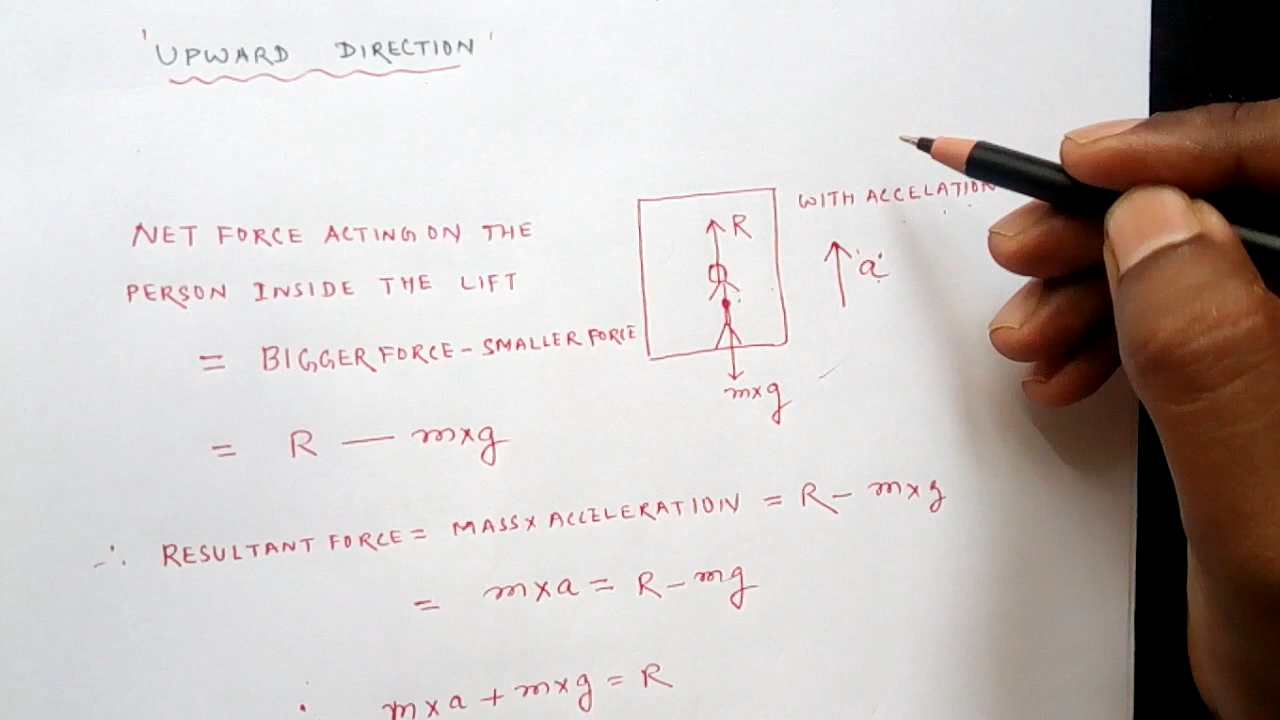 'UPWARD DIRECTION'
NET FORCE ACTING ON THE
PERSON INSIDE THE LIFT
= BIGGER FORCE - SMALLER FORCE
= R — m×g
∴ RESULTANT FORCE = MASS × ACCELERATION = R - m×g
= m×a = R - mg
∴ m×a + m×g = R
R
m×g
WITH ACCELATION
'a'